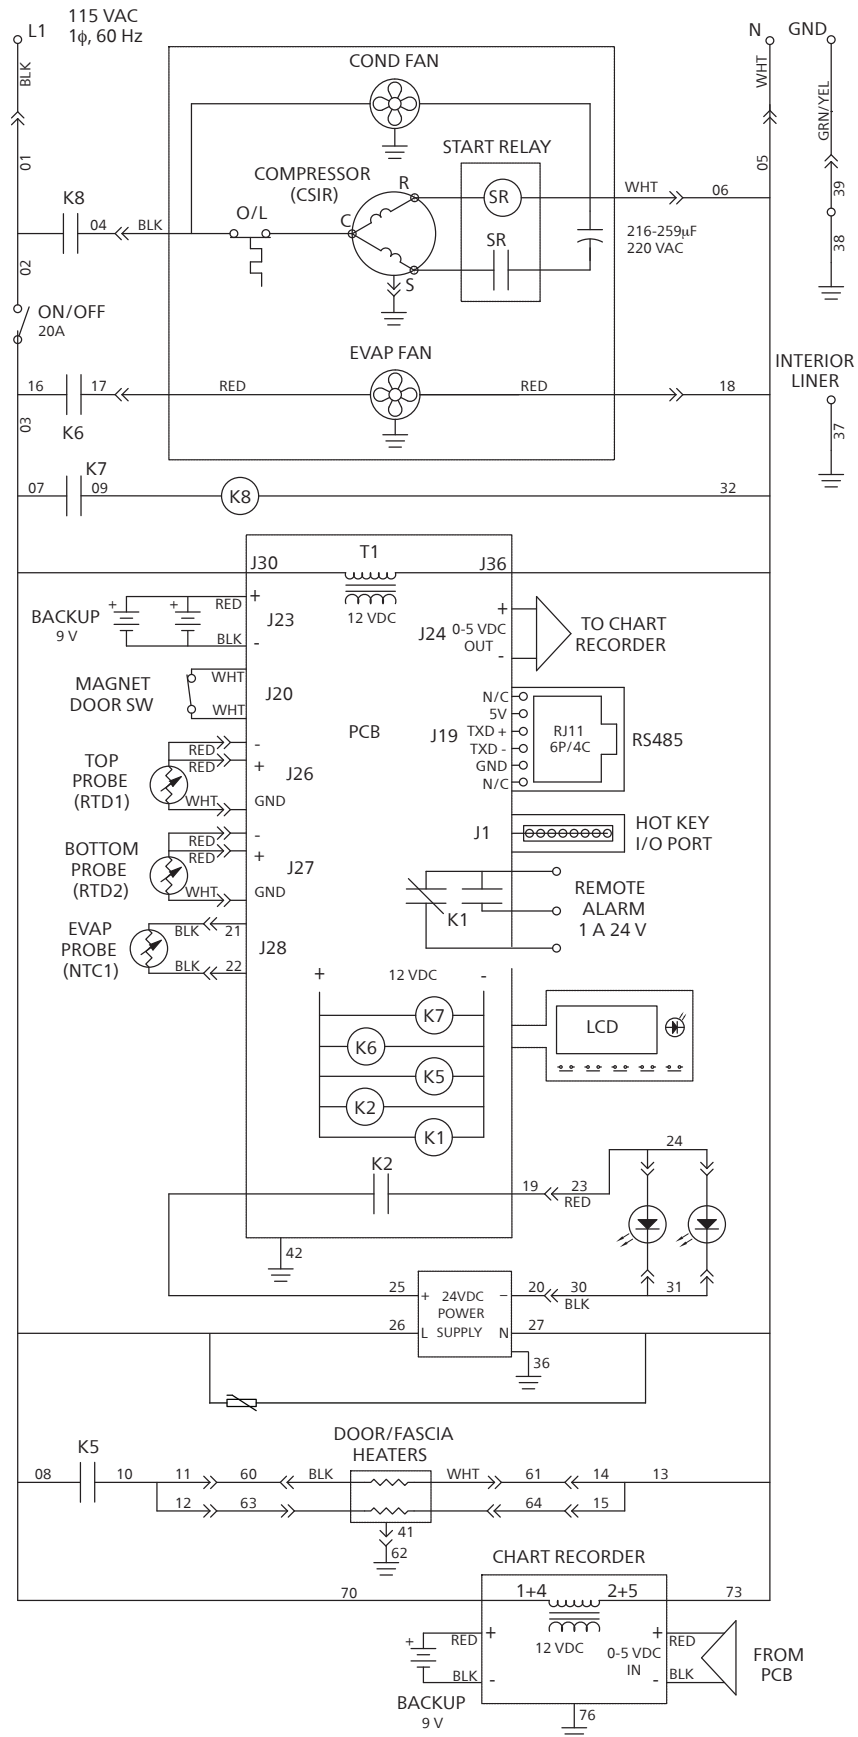 L1
115 VAC
1ϕ, 60 Hz
N
GND
BLK
WHT
GRN/YEL
COND FAN
START RELAY
COMPRESSOR
(CSIR)
R
SR
WHT
06
01
05
39
K8
04
BLK
O/L
C
SR
216-259µF
220 VAC
38
02
S
ON/OFF
20A
EVAP FAN
INTERIOR
LINER
16
17
RED
RED
18
K6
03
37
K7
07
09
K8
32
J30
T1
J36
12 VDC
BACKUP
9 V
+
+
RED
+
BLK
-
J23
J24
+
0-5 VDC
OUT
-
TO CHART
RECORDER
MAGNET
DOOR SW
WHT
WHT
J20
PCB
J19
N/C
5V
TXD +
TXD -
GND
N/C
RJ11
6P/4C
RS485
TOP
PROBE
(RTD1)
RED
RED
WHT
-
+
GND
J26
J1
HOT KEY
I/O PORT
BOTTOM
PROBE
(RTD2)
RED
RED
WHT
-
+
GND
J27
K1
REMOTE
ALARM
1 A 24 V
EVAP
PROBE
(NTC1)
BLK
21
BLK
22
J28
+
12 VDC
-
K7
K6
K5
K2
K1
LCD
K2
19
23
RED
24
42
25
+
24VDC
POWER
SUPPLY
−
20
30
BLK
31
26
L
N
27
36
DOOR/FASCIA
HEATERS
K5
08
10
11
60
BLK
WHT
61
14
13
12
63
64
15
41
62
CHART RECORDER
70
1+4
2+5
73
12 VDC
+
RED
+
BLK
-
BACKUP
9 V
+
0-5 VDC
IN
-
RED
BLK
FROM
PCB
76